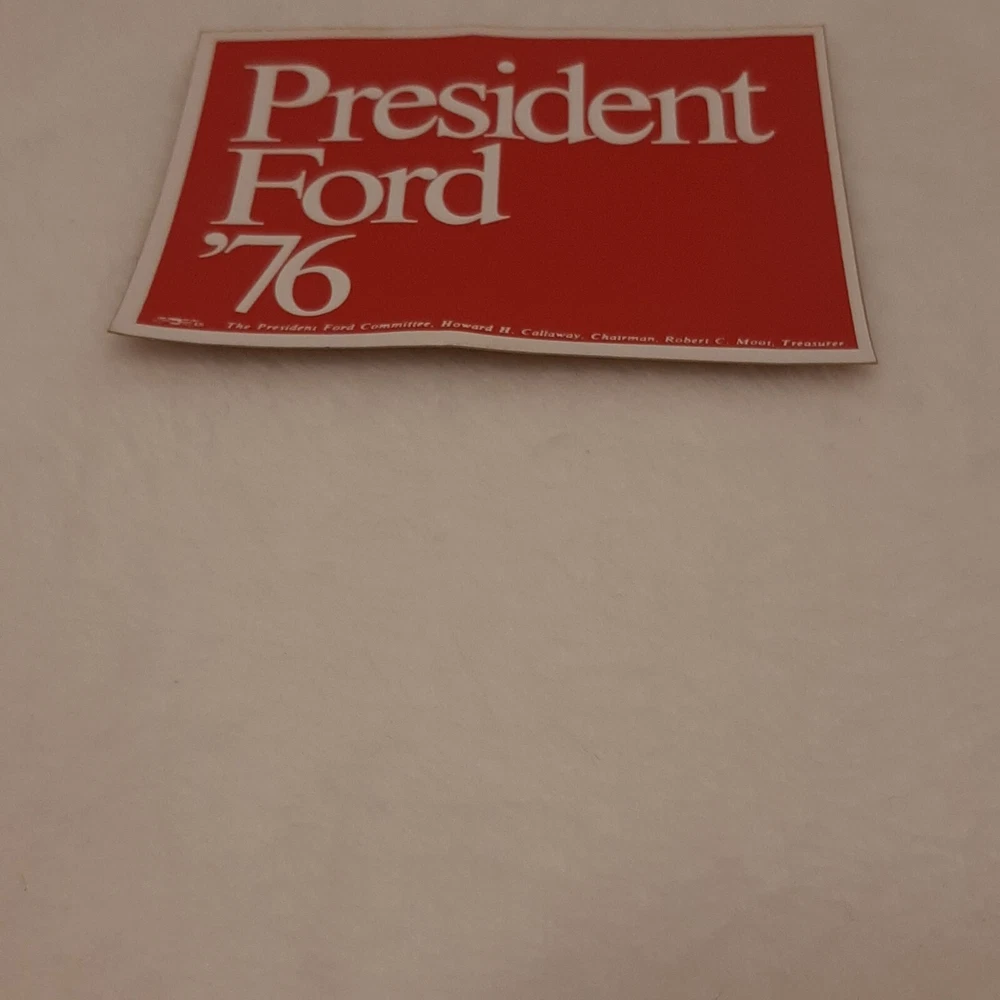 President
Ford
’76
The President Ford Committee, Howard H. Callaway, Chairman, Robert C. Moot, Treasurer